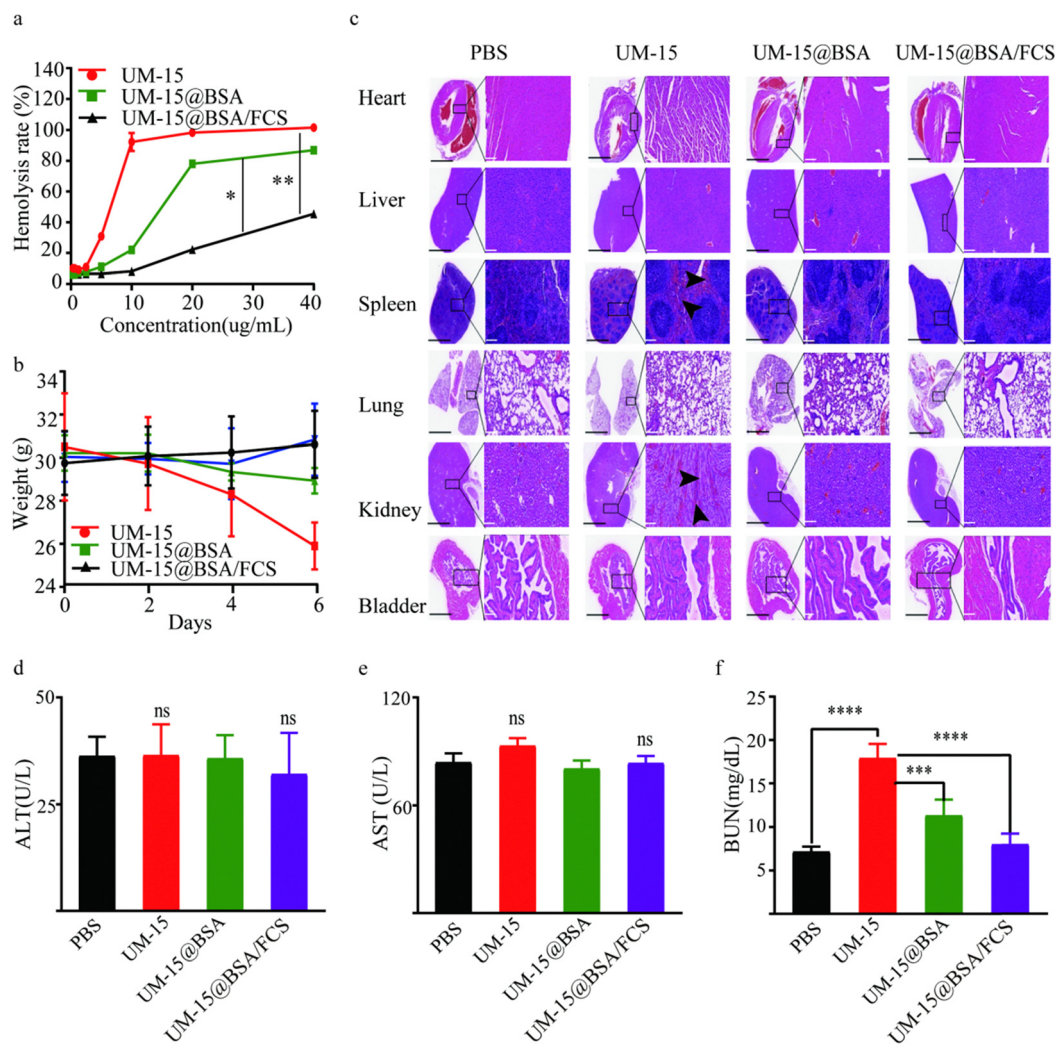 a
Hemolysis rate (%)
140
120
100
80
60
40
20
0
UM-15
UM-15@BSA
UM-15@BSA/FCS
*
**
0
10
20
30
40
Concentration(ug/mL)
b
Weight (g)
34
32
30
28
26
24
UM-15
UM-15@BSA
UM-15@BSA/FCS
0
2
4
6
Days
c
PBS UM-15 UM-15@BSA UM-15@BSA/FCS
Heart
Liver
Spleen
Lung
Kidney
Bladder
d
ALT(U/L)
50
25
ns
ns
PBS
UM-15
UM-15@BSA
UM-15@BSA/FCS
e
AST (U/L)
120
60
ns
ns
PBS
UM-15
UM-15@BSA
UM-15@BSA/FCS
f
BUN(mg/dL)
25
20
15
10
5
****
****
***
PBS
UM-15
UM-15@BSA
UM-15@BSA/FCS